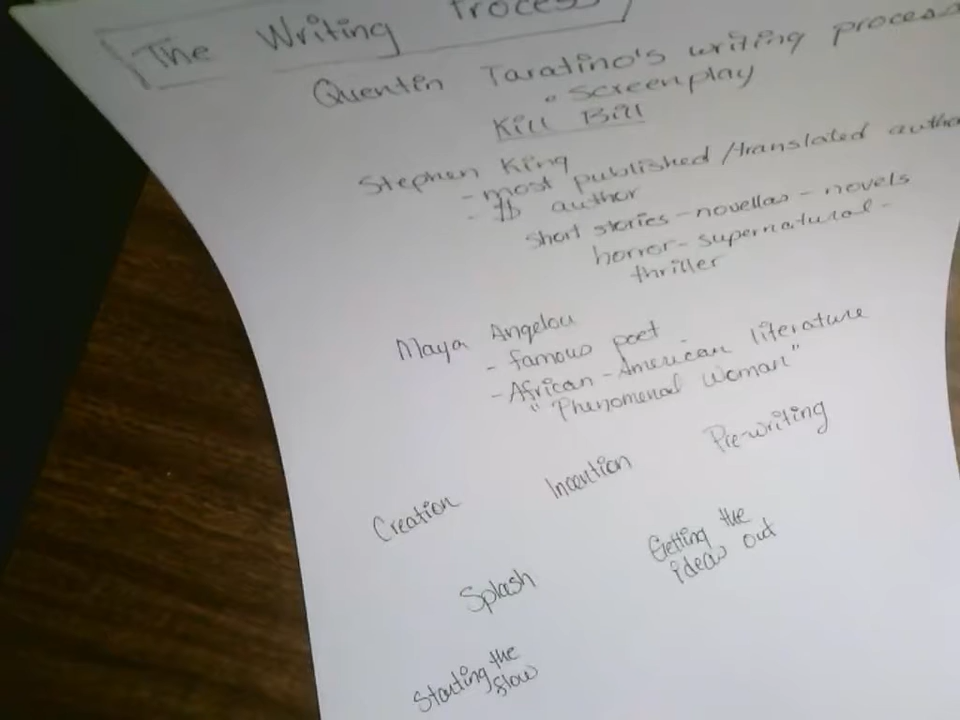 The Writing Process
Quentin Taratino's writing process
" Screenplay
Kill Bill
Stephen King
- most published/translated autho
- $ author
short stories - novellas - novels
horror - supernatural -
thriller
Maya Angelou
- famous poet
- African-American literature
" Phenomenal Woman"
Creation Incention Pre-writing
Splash Getting the
ideas out
Starting the
slow